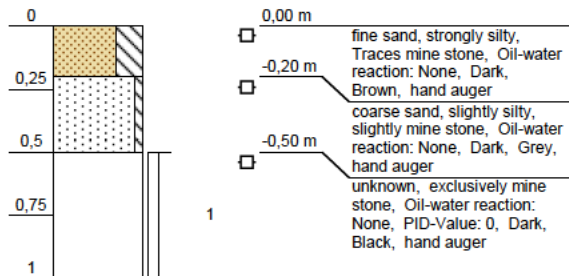 0
0,25
0,5
0,75
1
1
0,00 m
fine sand, strongly silty,
Traces mine stone, Oil-water
reaction: None, Dark,
Brown, hand auger
-0,20 m
coarse sand, slightly silty,
slightly mine stone, Oil-water
reaction: None, Dark, Grey,
hand auger
-0,50 m
unknown, exclusively mine
stone, Oil-water reaction:
None, PID-Value: 0, Dark,
Black, hand auger